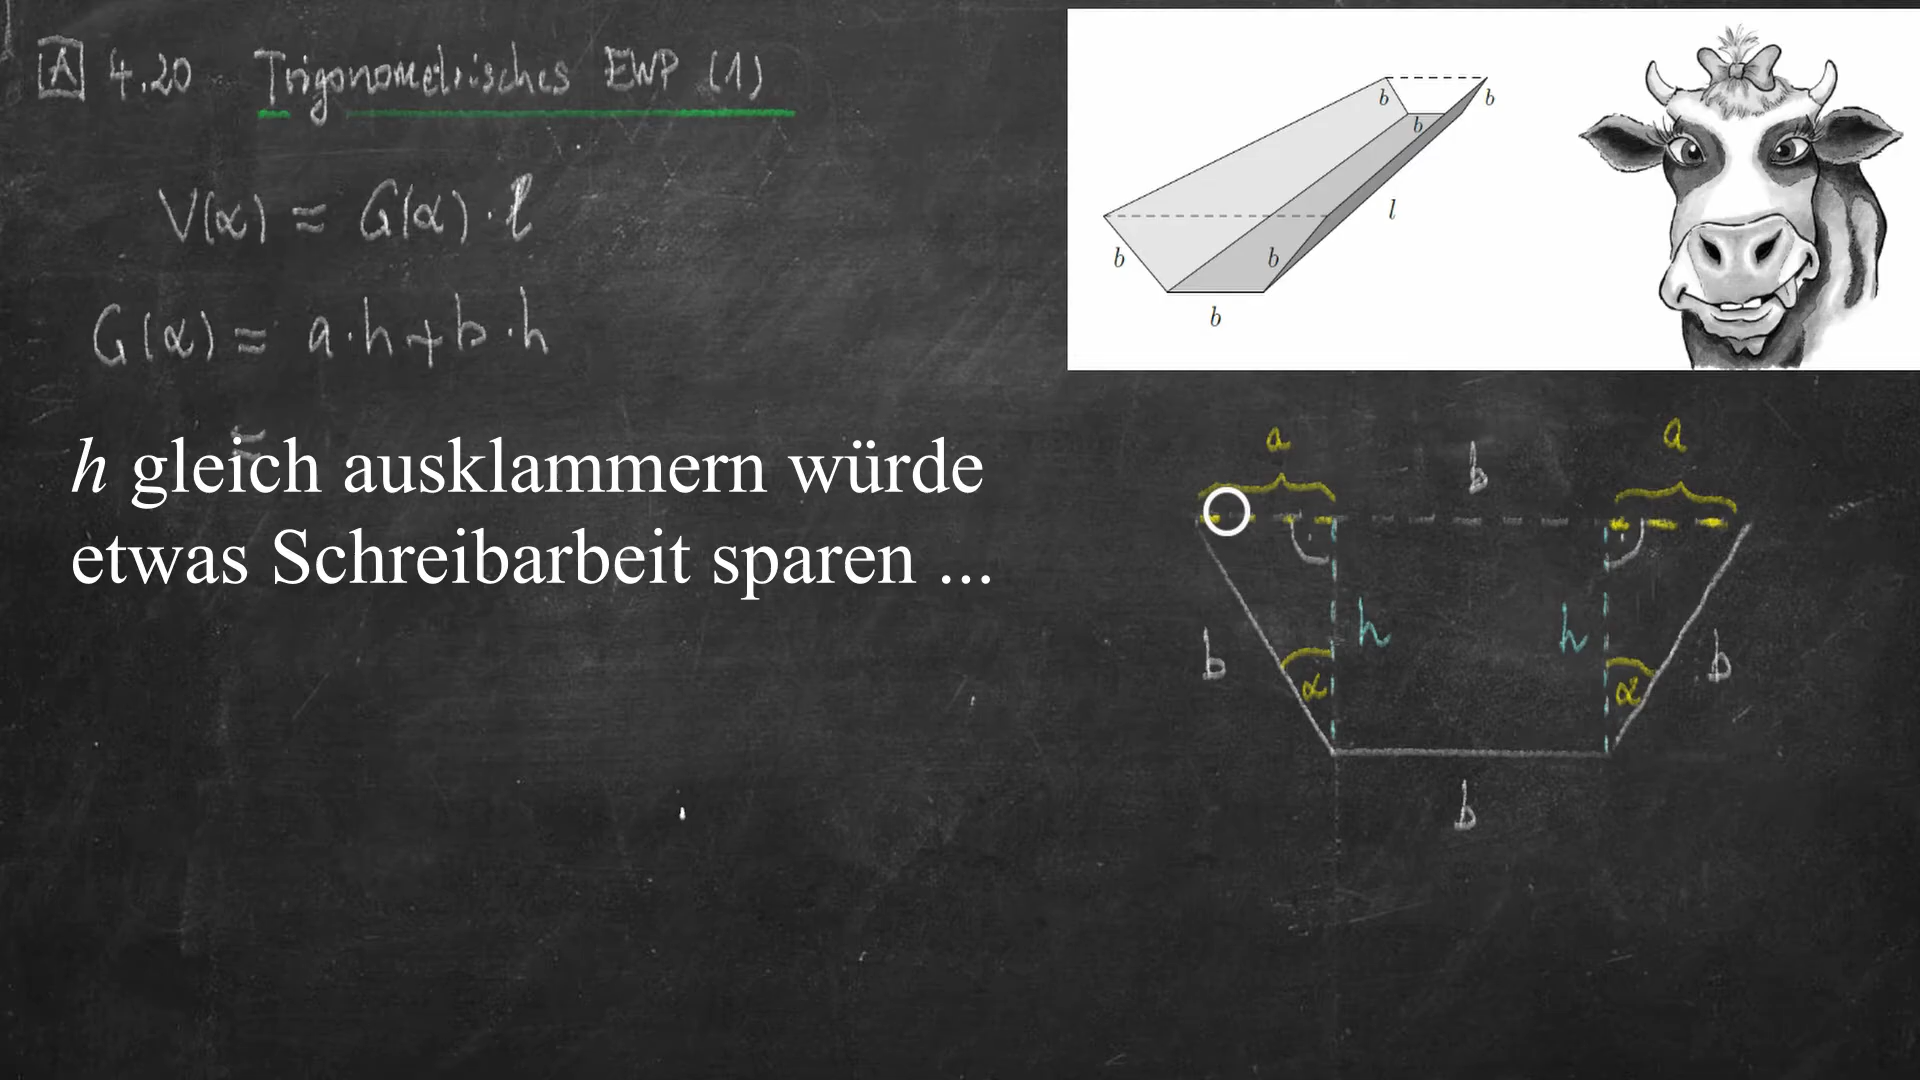 A 4.20 Trigonometrisches EWP (1)
V(α) = G(α) · l
G(α) = a·h + b·h
=
h gleich ausklammern würde
etwas Schreibarbeit sparen ...
b b
b
l
b b
b
a b a
h h
b α α b
b